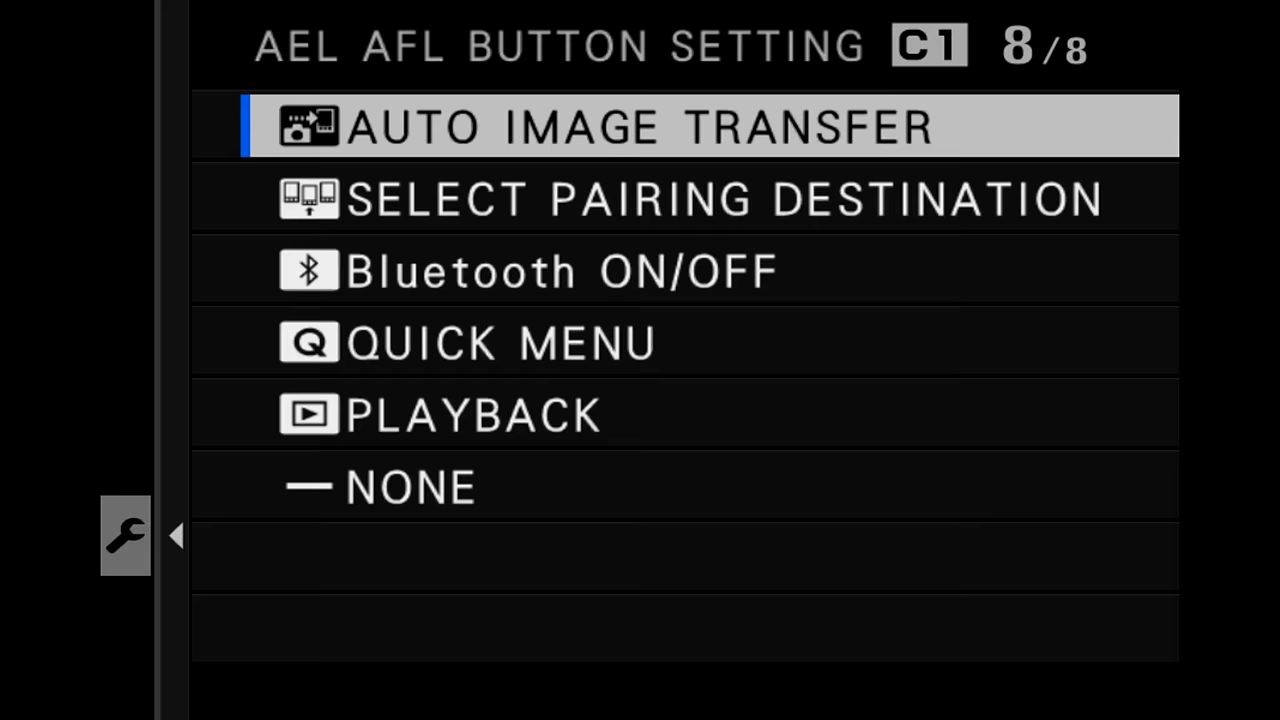 AEL AFL BUTTON SETTING C1 8/8
AUTO IMAGE TRANSFER
SELECT PAIRING DESTINATION
Bluetooth ON/OFF
Q QUICK MENU
PLAYBACK
NONE